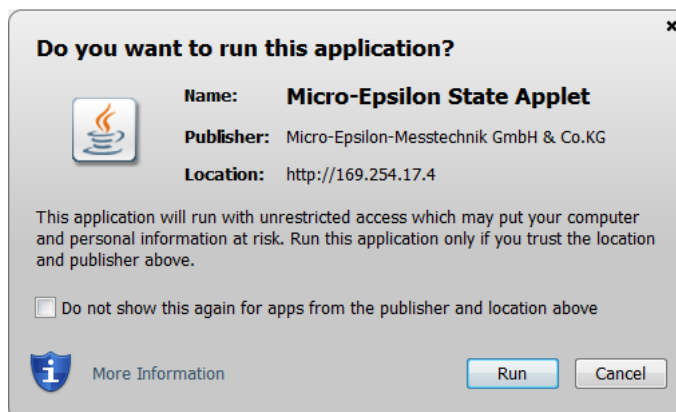 Do you want to run this application?
Name: Micro-Epsilon State Applet
Publisher: Micro-Epsilon-Messtechnik GmbH & Co.KG
Location: http://169.254.17.4
This application will run with unrestricted access which may put your computer
and personal information at risk. Run this application only if you trust the location
and publisher above.
Do not show this again for apps from the publisher and location above
More Information
Run
Cancel